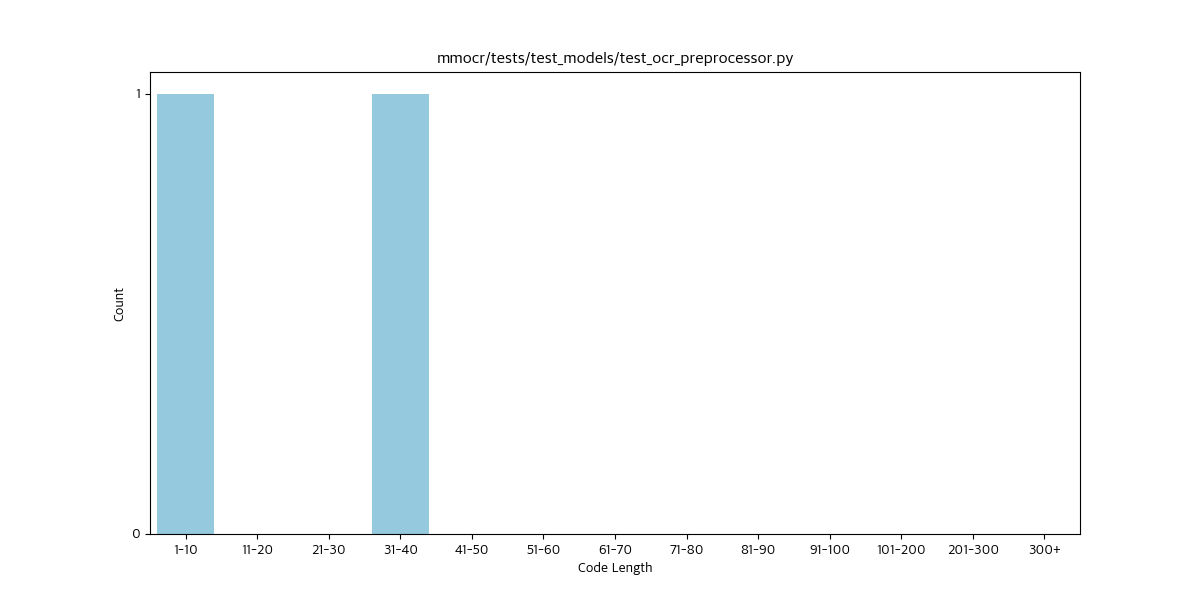 mmocr/tests/test_models/test_ocr_preprocessor.py
1
Count
0
1-10 11-20 21-30 31-40 41-50 51-60 61-70 71-80 81-90 91-100 101-200 201-300 300+
Code Length